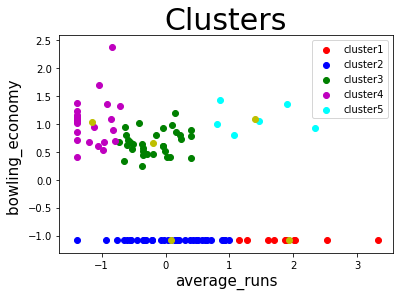 Clusters
2.5
2.0
1.5
1.0
0.5
0.0
−1.0
−0.5
bowling_economy
cluster1
cluster2
cluster3
cluster4
cluster5
−1
0
1
2
3
average_runs